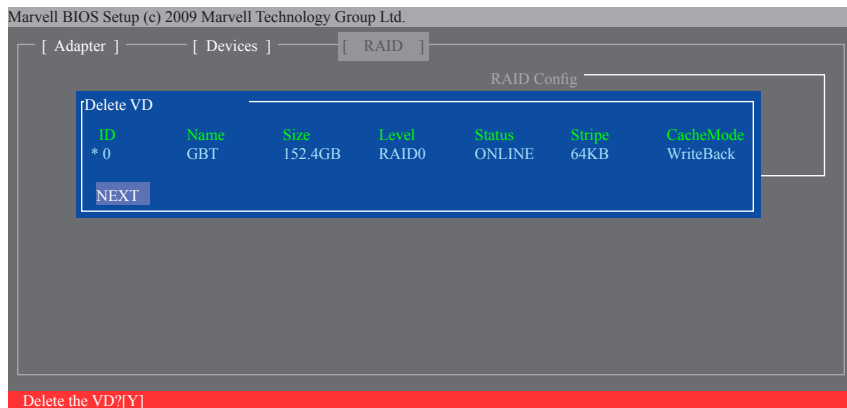 Marvell BIOS Setup (c) 2009 Marvell Technology Group Ltd.
[ Adapter ] [ Devices ] [ RAID ]
RAID Config
Delete VD
ID Name Size Level Status Stripe CacheMode
* 0 GBT 152.4GB RAID0 ONLINE 64KB WriteBack
NEXT
Delete the VD?[Y]